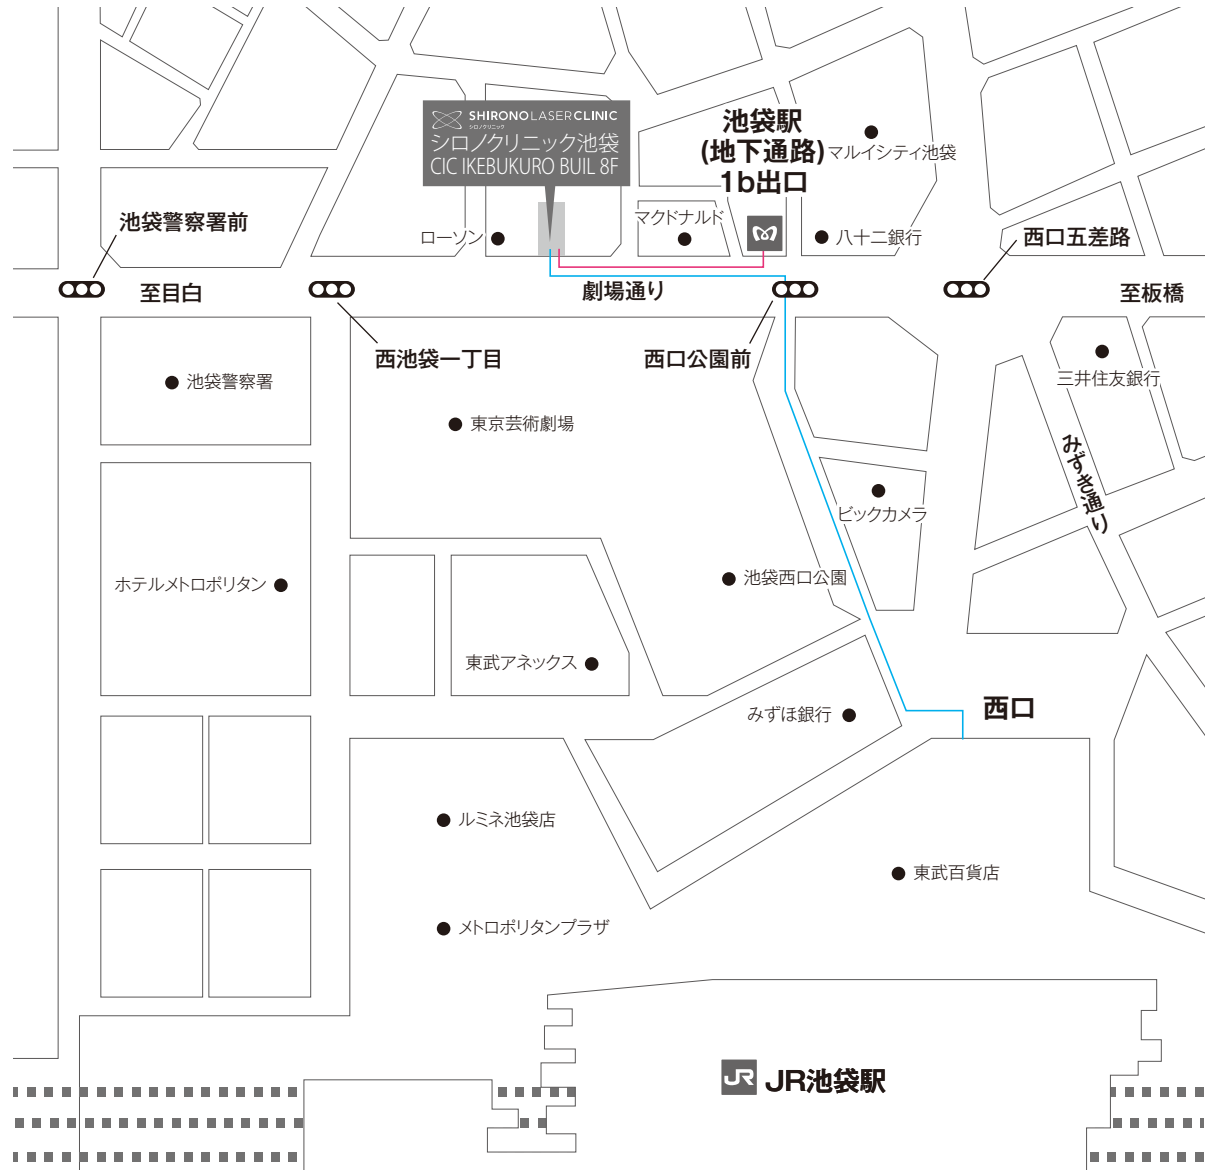 SHIRONO LASER CLINIC
シロノクリニック
シロノクリニック池袋
CIC IKEBUKURO BUIL 8F
池袋駅
(地下通路)
1b出口
マルイシティ池袋
池袋警察署前
ローソン
マクドナルド
八十二銀行
西口五差路
至目白
劇場通り
至板橋
西池袋一丁目
西口公園前
池袋警察署
三井住友銀行
東京芸術劇場
みずき通り
ビックカメラ
ホテルメトロポリタン
池袋西口公園
東武アネックス
みずほ銀行
西口
ルミネ池袋店
東武百貨店
メトロポリタンプラザ
JR JR池袋駅